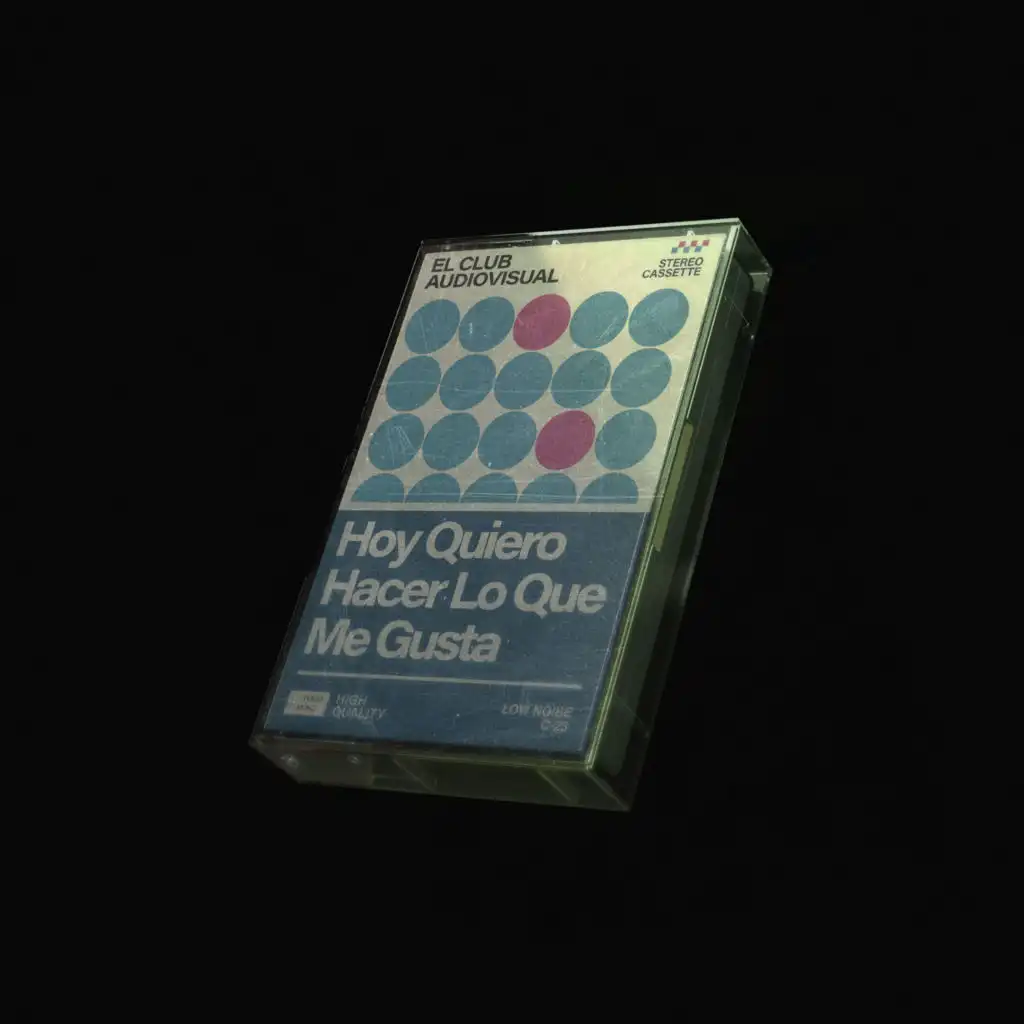 EL CLUB
AUDIOVISUAL
STEREO
CASSETTE
Hoy Quiero
Hacer Lo Que
Me Gusta
HIGH
QUALITY
LOW NOISE